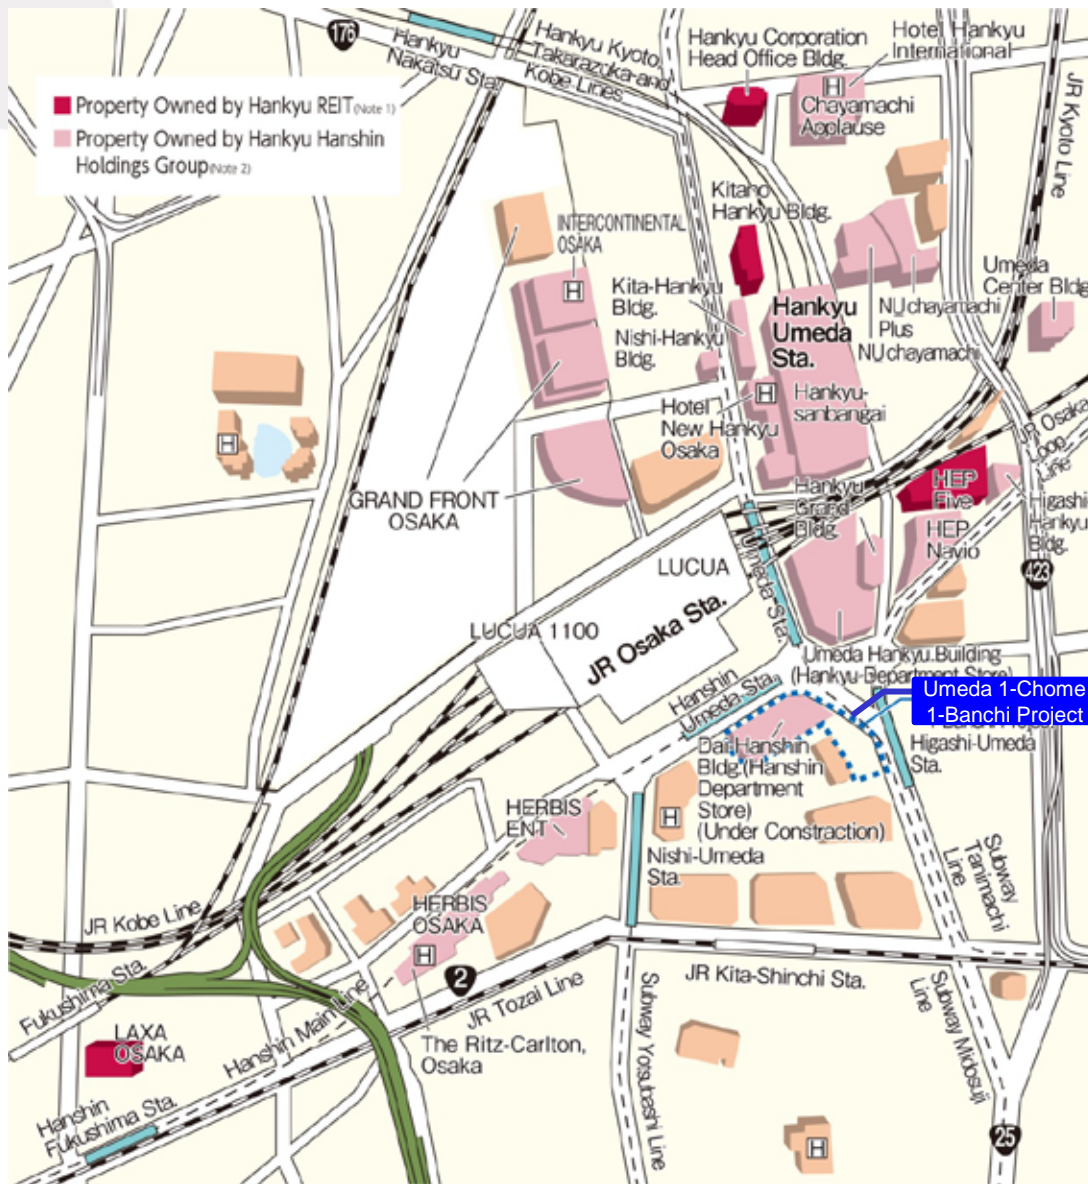 176
Hankyu
Nakatsu Sta.
Hankyu Kyoto,
Takarazuka and
Kobe Lines
Hankyu Corporation
Head Office Bldg.
Hotel Hankyu
International
H
Chayamachi
Applause
JR Kyoto Line
Property Owned by Hankyu REIT(Note 1)
Property Owned by Hankyu Hanshin
Holdings Group(Note 2)
Kitano
Hankyu Bldg.
INTERCONTINENTAL
OSAKA
H
Kita-Hankyu
Bldg.
Nishi-Hankyu
Bldg.
Hankyu
Umeda
Sta.
NUchayamachi
Plus
NUchayamachi
Umeda
Center Bldg.
H
Hotel
New Hankyu
Osaka
Hankyu-
sanbangai
JR Osaka
Loop
Line
H
GRAND FRONT
OSAKA
Hankyu
Grand
Bldg.
HEP
Five
HEP
Navio
Higashi
Hankyu
Bldg.
423
LUCUA
Umeda Sta.
LUCUA 1100
JR Osaka Sta.
Umeda Hankyu Building
(Hankyu Department Store)
Hanshin
Umeda Sta.
Umeda 1-Chome
1-Banchi Project
Higashi-Umeda
Sta.
Dai Hanshin
Bldg.(Hanshin
Department
Store)
(Under Constraction)
HERBIS
ENT
H
Nishi-Umeda
Sta.
Subway
Tanimachi
Line
HERBIS
OSAKA
H
JR Kobe Line
2
JR Kita-Shinchi Sta.
Fukushima Sta.
Hanshin Main Line
JR Tozai Line
The Ritz-Carlton,
Osaka
Subway Yotsubashi Line
Subway Midosuji
Line
LAXA
OSAKA
Hanshin
Fukushima Sta.
25
H